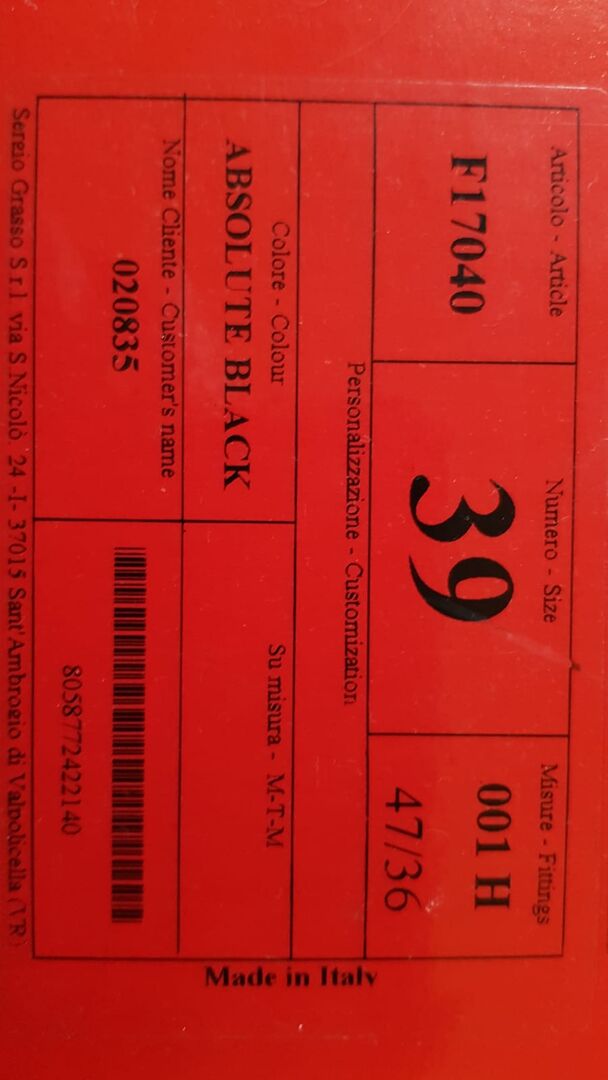 Articolo - Article
F17040
Numero - Size
39
Misure - Fittings
001 H
47/36
Personalizzazione - Customization
Colore - Colour
ABSOLUTE BLACK
Su misura - M-T-M
Nome Cliente - Customer's name
020835
8058772422140
Sergio Grasso S.r.l. via S.Nicolò, 24 -I- 37015 Sant'Ambrogio di Valpolicella (VR)
Made in Italy